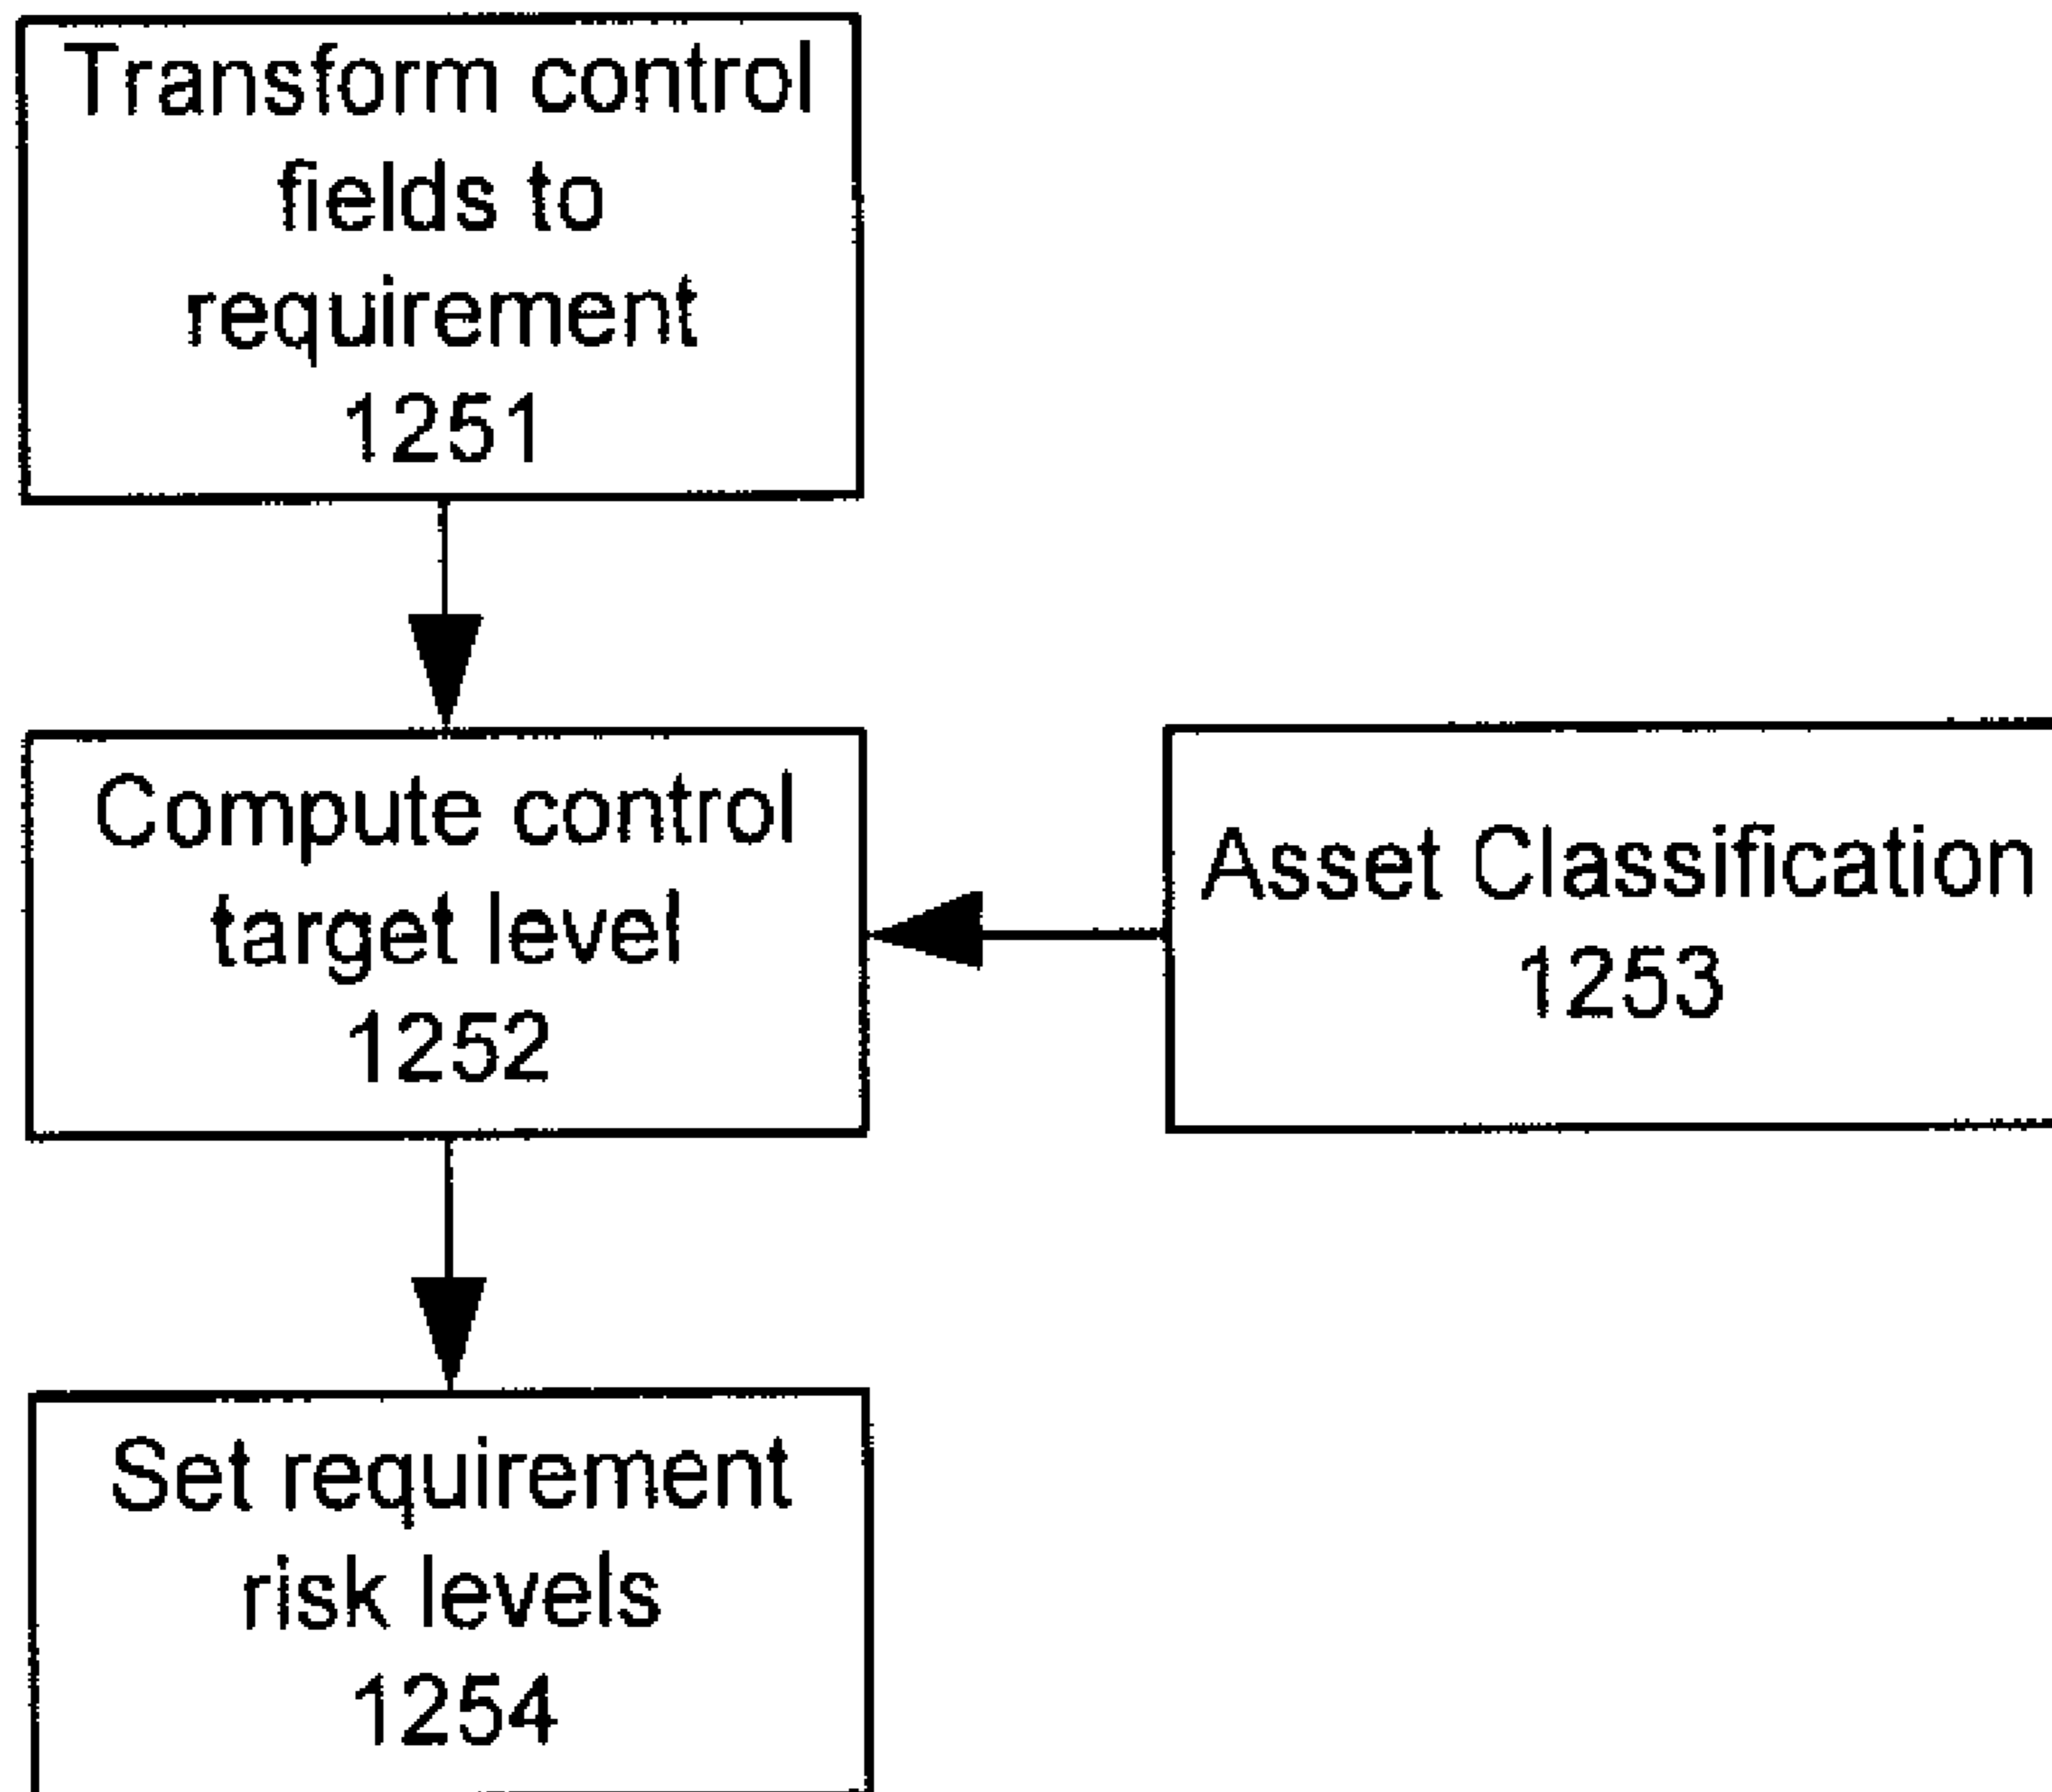 Transform control
fields to
requirement
1251
Compute control
target level
1252
Asset Classification
1253
Set requirement
risk levels
1254